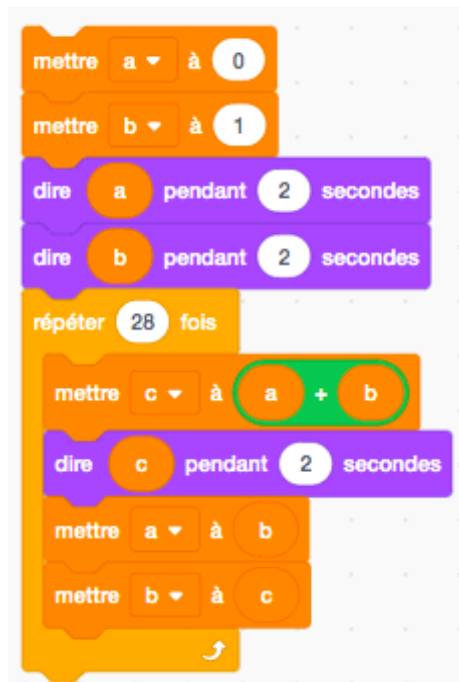 mettre a à 0
mettre b à 1
dire a pendant 2 secondes
dire b pendant 2 secondes
répéter 28 fois
mettre c à a + b
dire c pendant 2 secondes
mettre a à b
mettre b à c